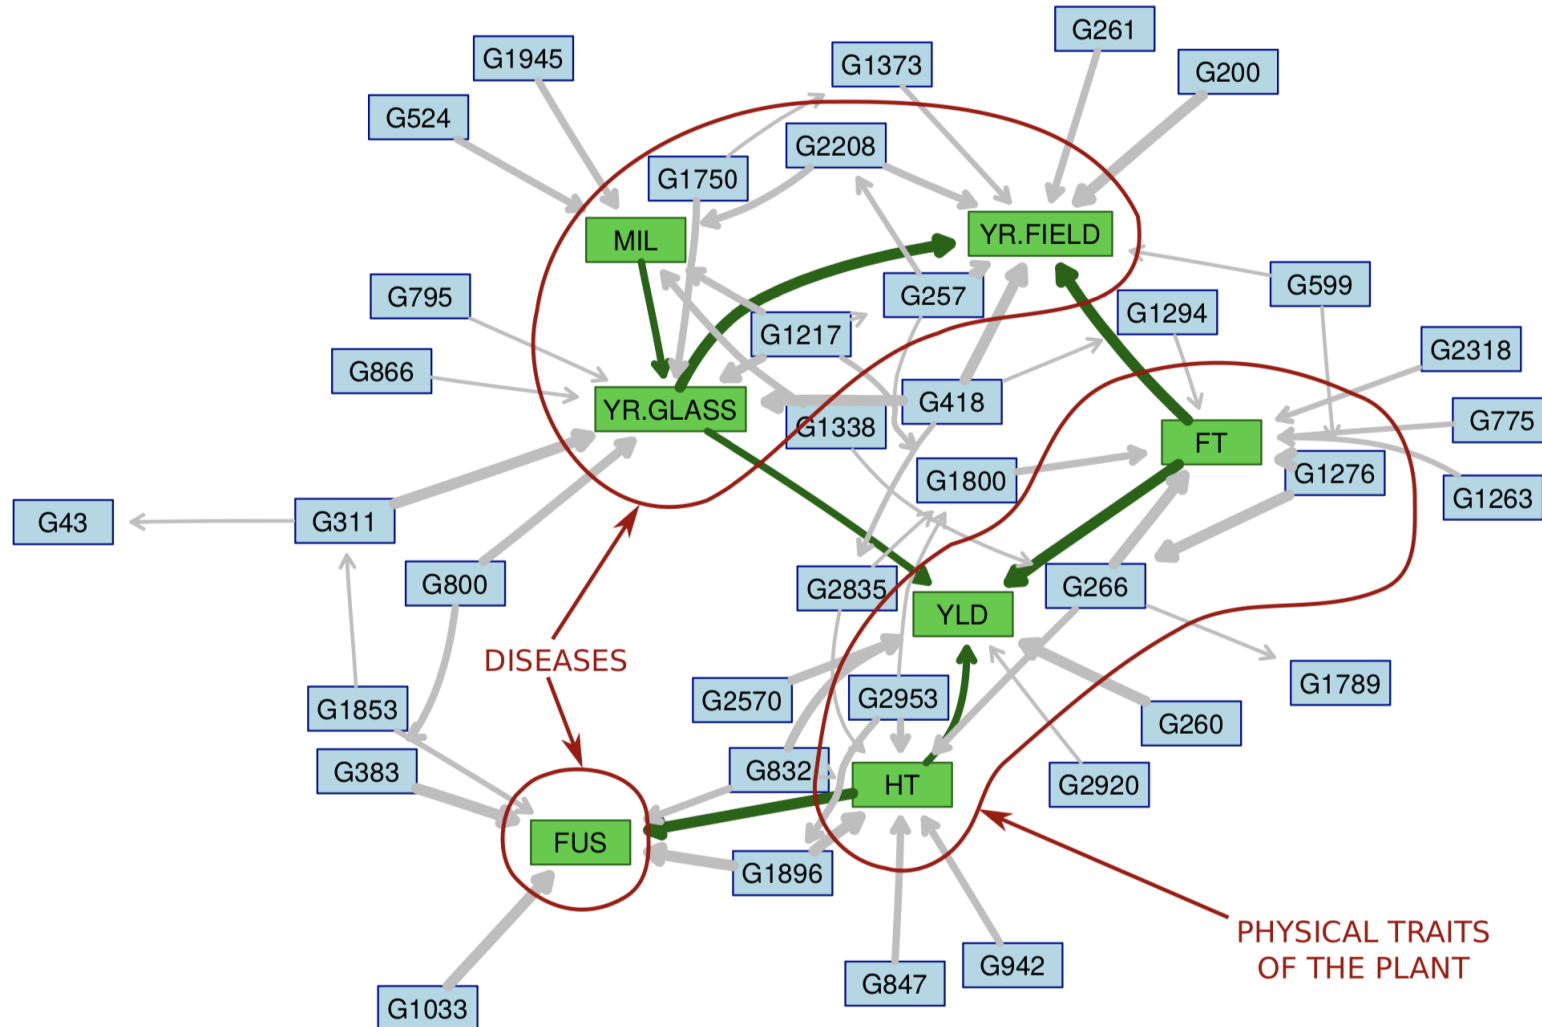 G261
G1945
G1373
G200
G524
G2208
G1750
MIL
YR.FIELD
G795
G257
G599
G1294
G1217
G2318
G866
YR.GLASS
G418
G1338
G775
FT
G1800
G1276
G1263
G43
G311
G800
G2835
G266
YLD
DISEASES
G1789
G2570
G2953
G1853
G260
G383
G832
HT
G2920
FUS
G1896
PHYSICAL TRAITS
OF THE PLANT
G942
G847
G1033